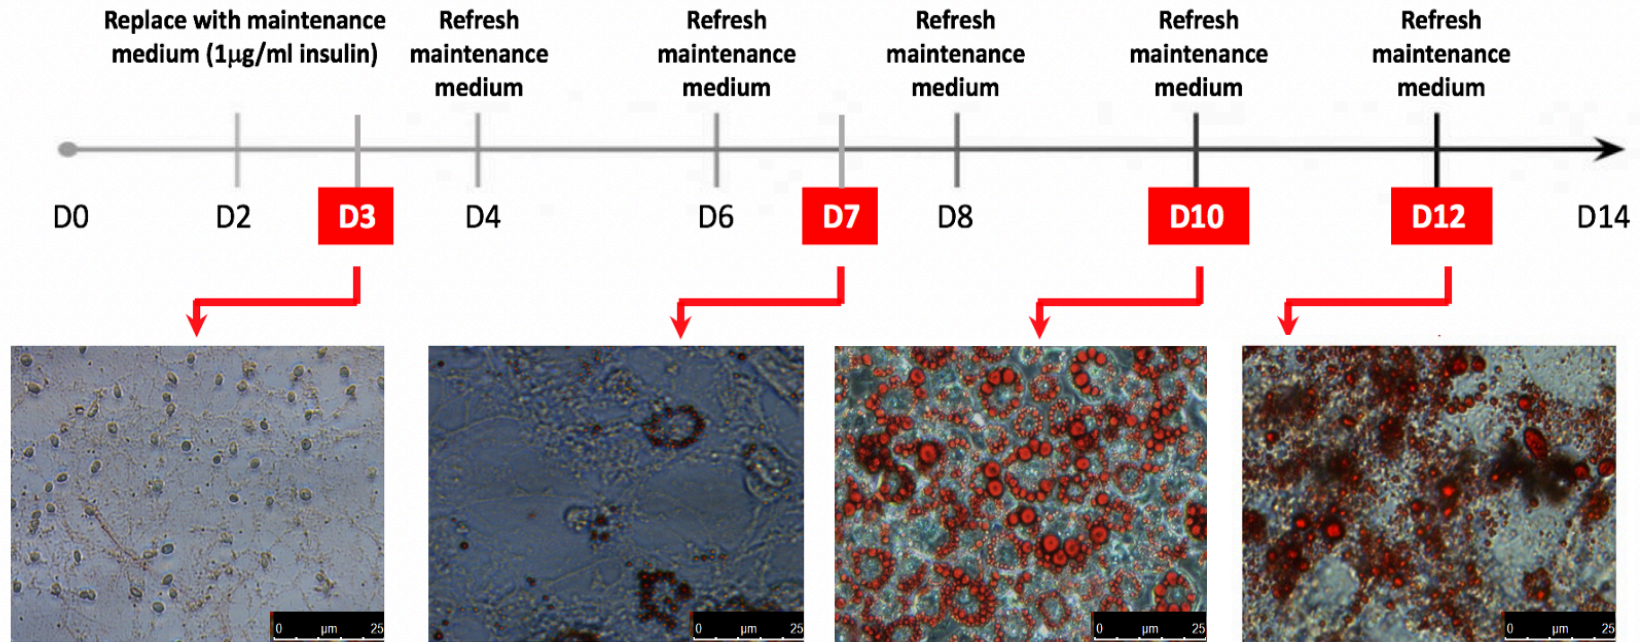 Replace with maintenance
medium (1µg/ml insulin)
Refresh
maintenance
medium
Refresh
maintenance
medium
Refresh
maintenance
medium
Refresh
maintenance
medium
Refresh
maintenance
medium
D0
D2
D3
D4
D6
D7
D8
D10
D12
D14
0 µm 25
0 µm 25
0 µm 25
0 µm 25